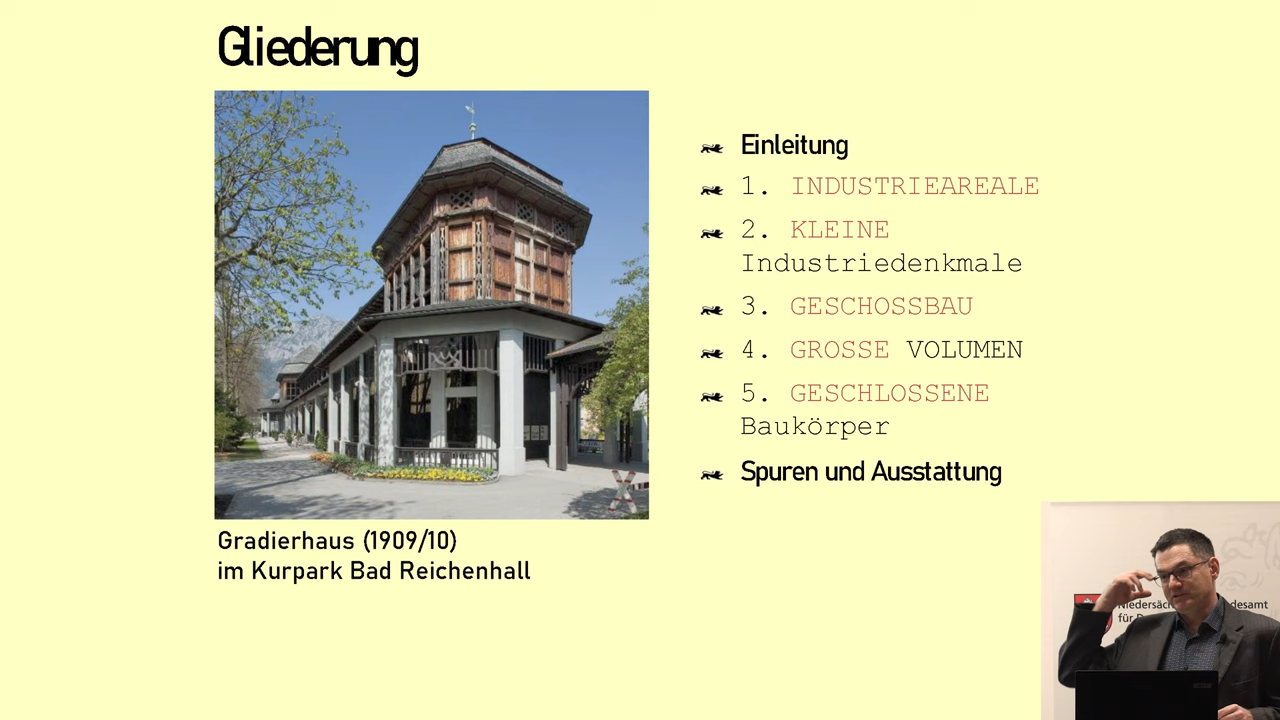 Gliederung
Einleitung
1. INDUSTRIEAREALE
2. KLEINE
Industriedenkmale
3. GESCHOSSBAU
4. GROSSE VOLUMEN
5. GESCHLOSSENE
Baukörper
Spuren und Ausstattung
Gradierhaus (1909/10)
im Kurpark Bad Reichenhall
für